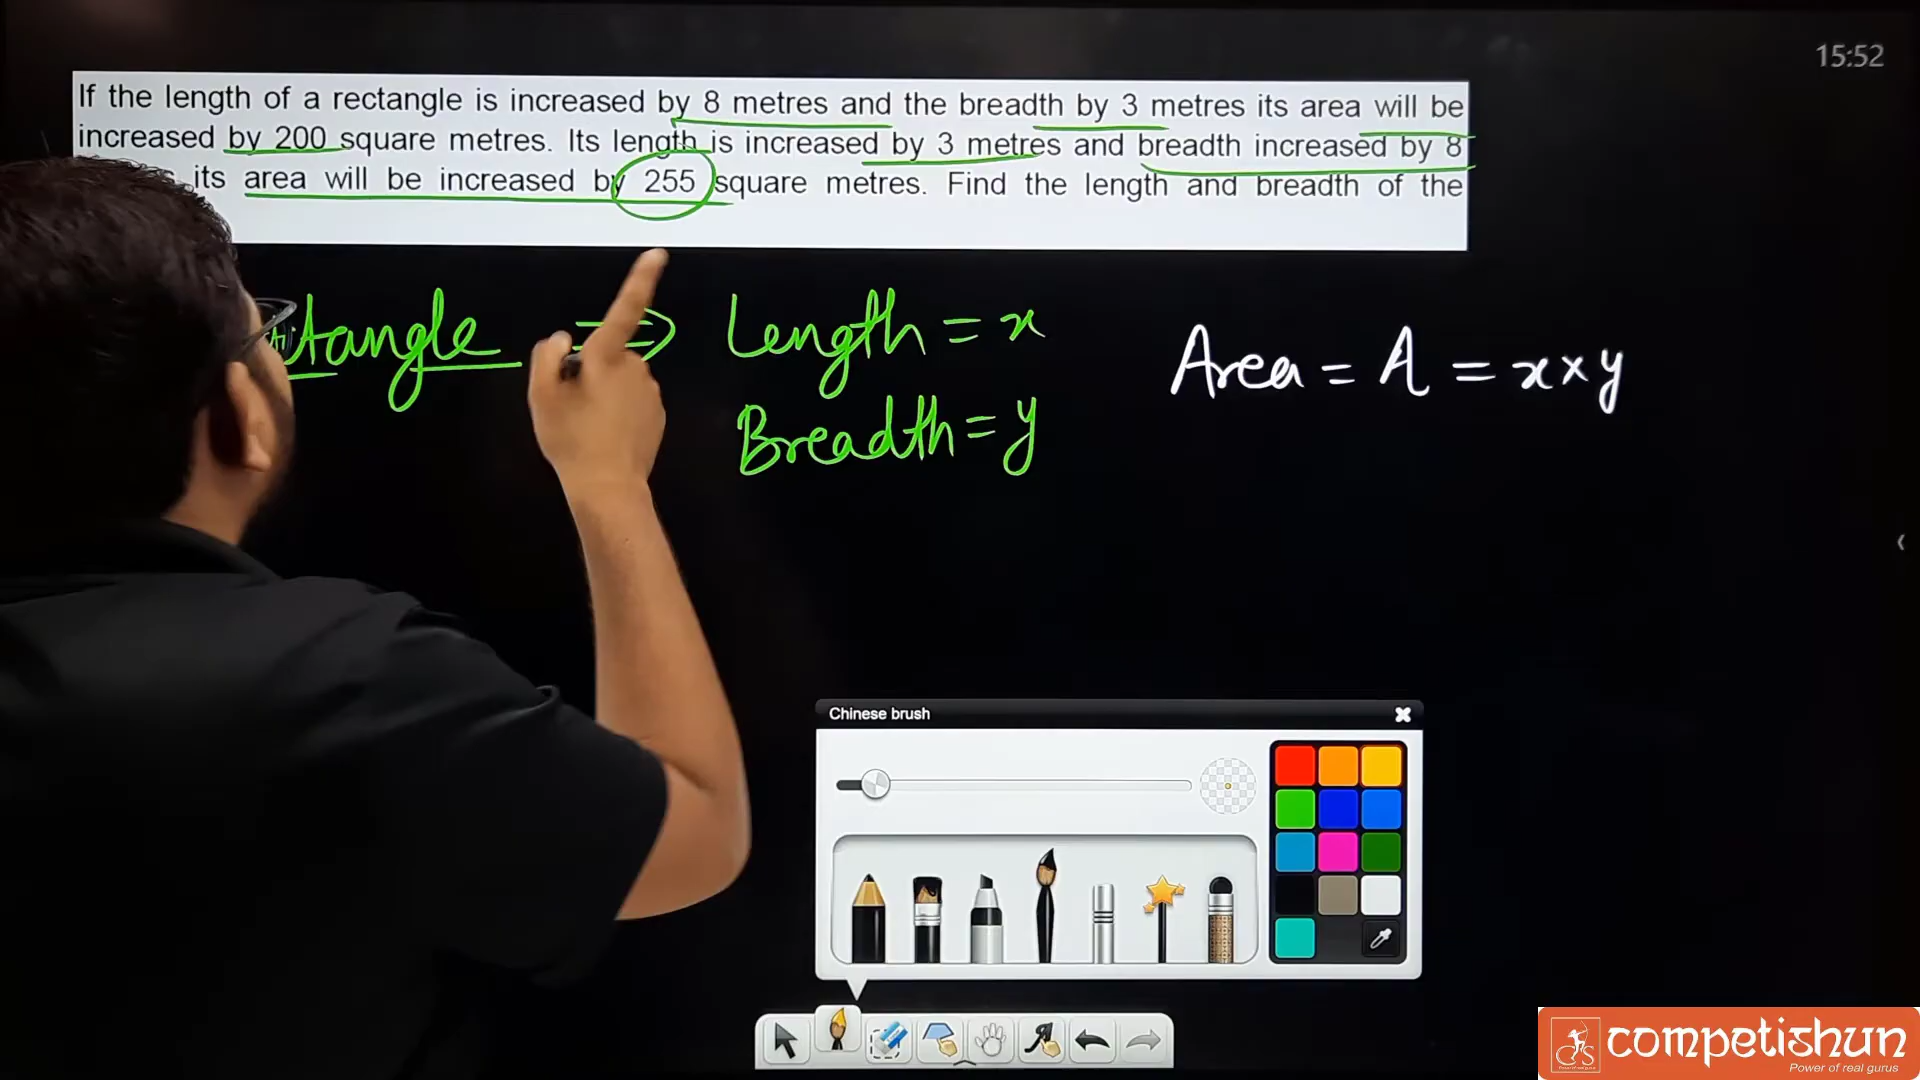 15:52
If the length of a rectangle is increased by 8 metres and the breadth by 3 metres its area will be
increased by 200 square metres. Its length is increased by 3 metres and breadth increased by 8
its area will be increased by 255 square metres. Find the length and breadth of the
tangle ⇒ Length = x
Breadth = y
Area = A = x × y
Chinese brush
competishun
Power of real gurus